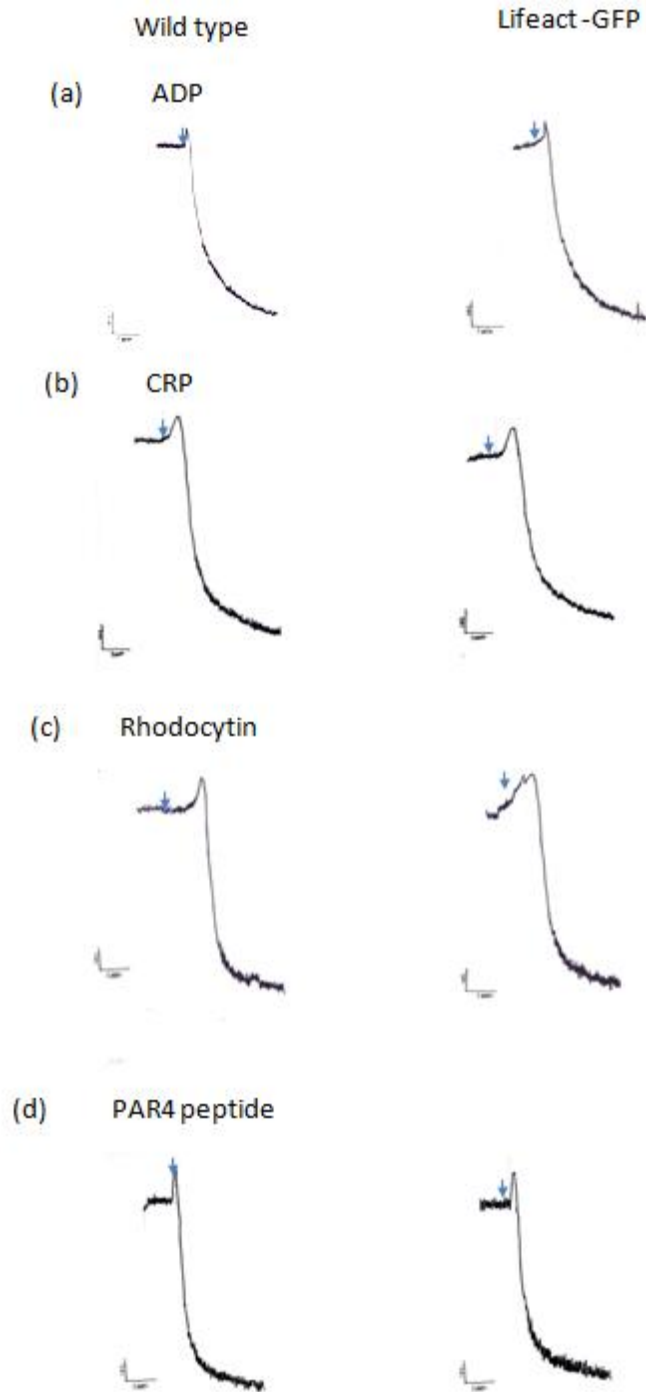 Wild type
Lifeact -GFP
(a) ADP
(b) CRP
(c) Rhodocytin
(d) PAR4 peptide